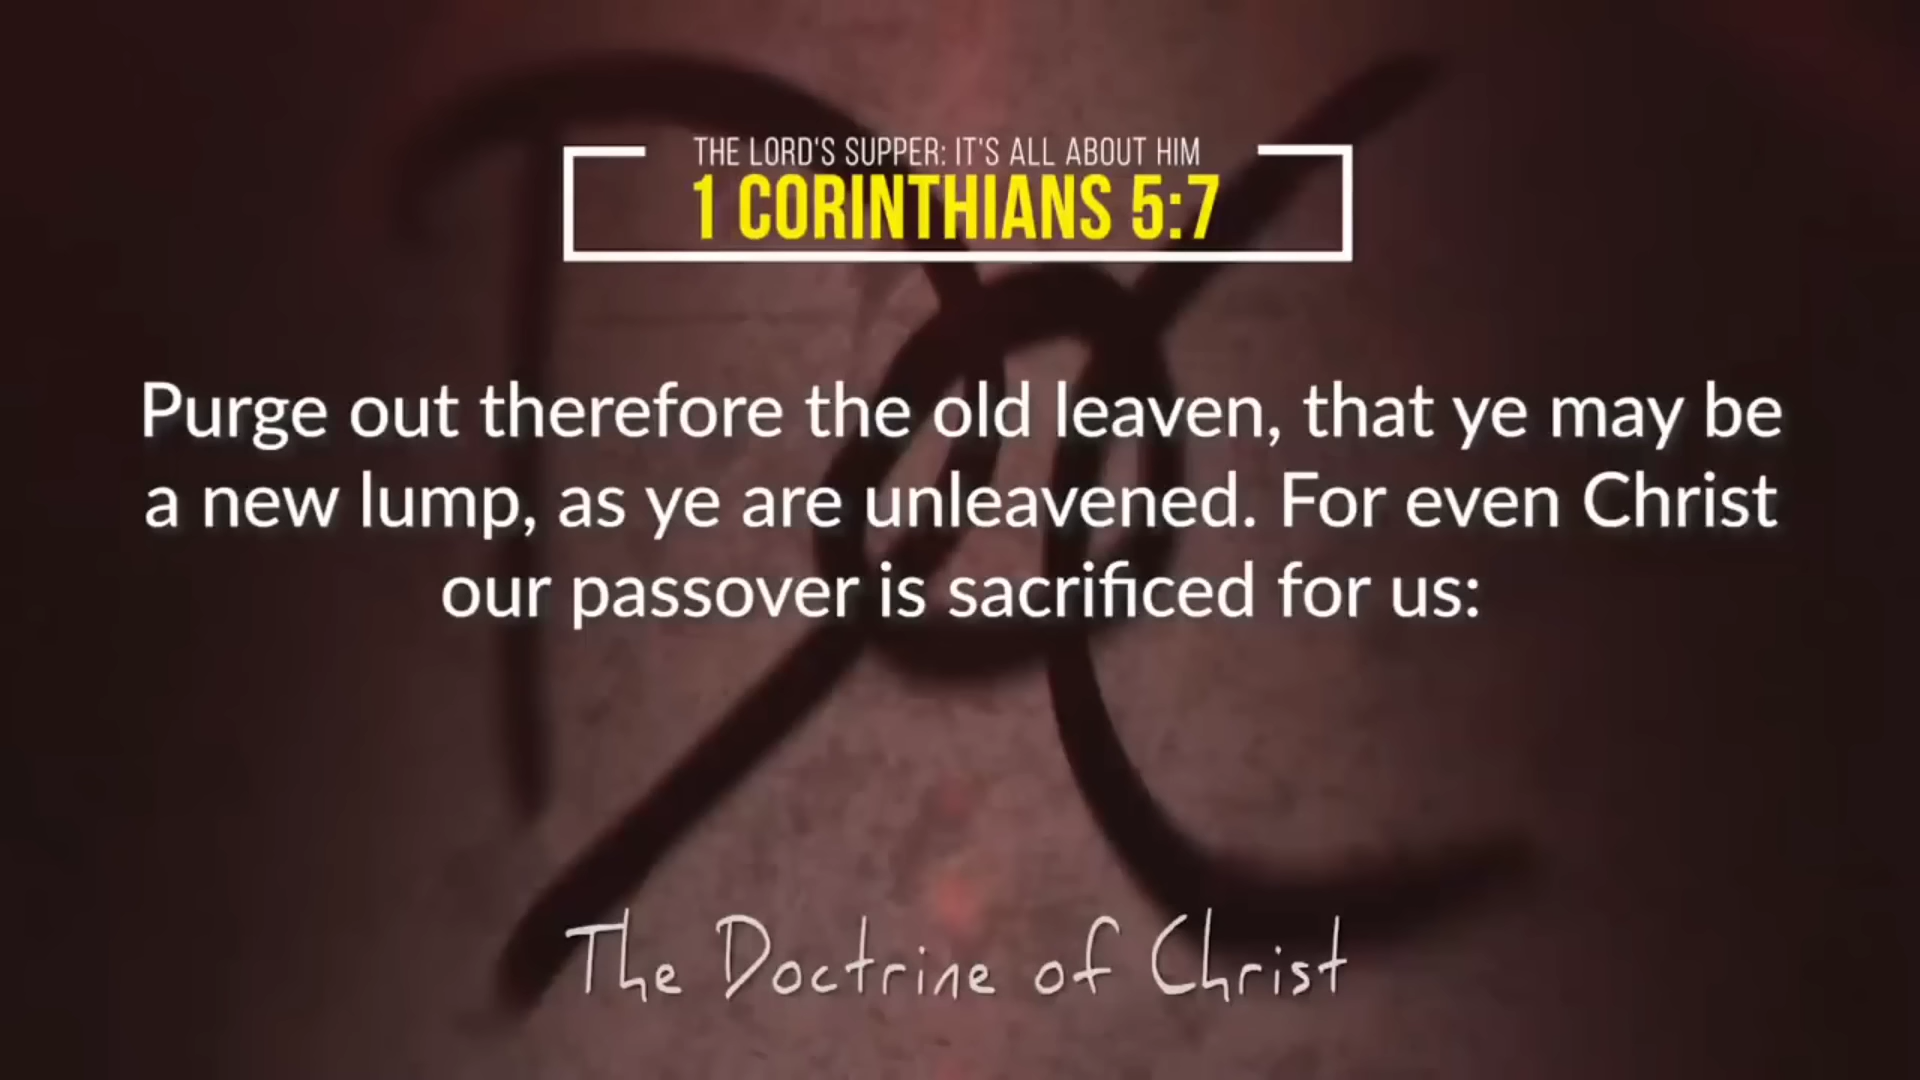 THE LORD'S SUPPER: IT'S ALL ABOUT HIM
1 CORINTHIANS 5:7
Purge out therefore the old leaven, that ye may be
a new lump, as ye are unleavened. For even Christ
our passover is sacrificed for us:
The Doctrine of Christ